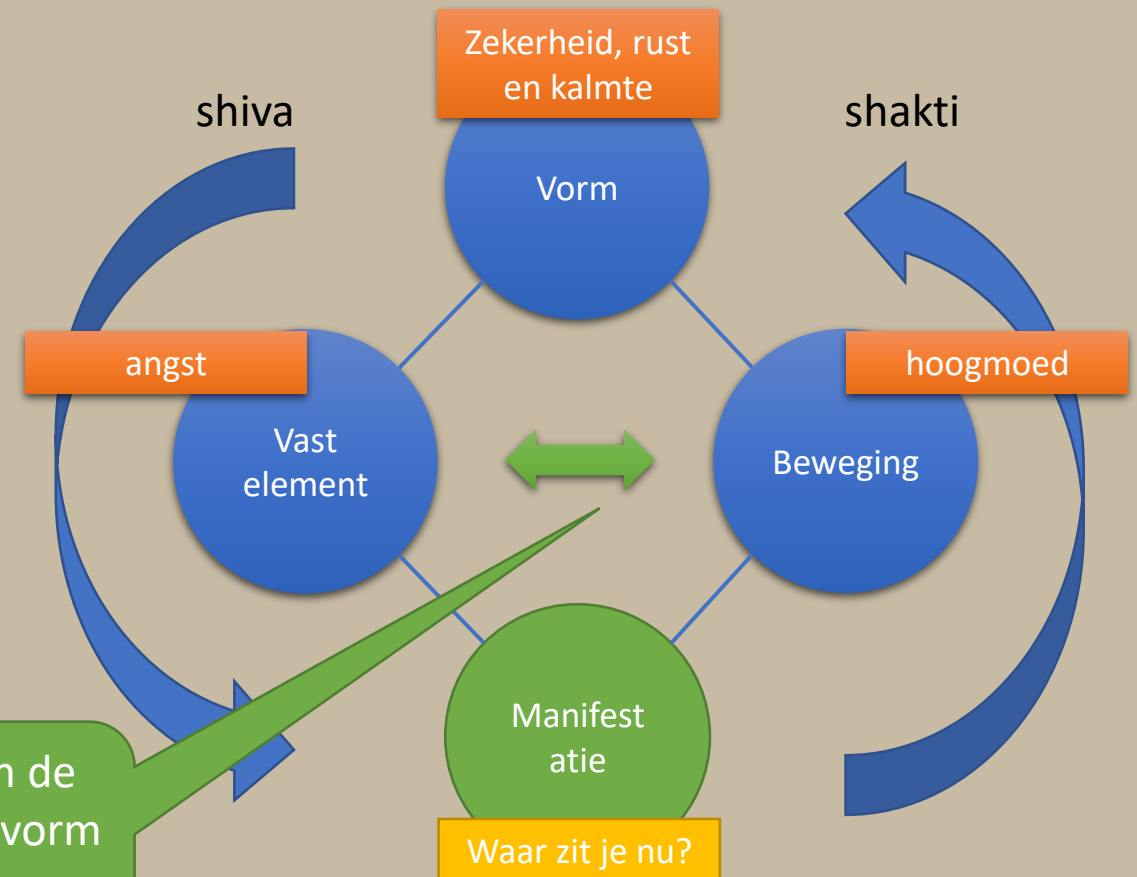 Zekerheid, rust
en kalmte
shiva
shakti
Vorm
angst
hoogmoed
Vast
element
Beweging
Manifest
atie
de
vorm
Waar zit je nu?